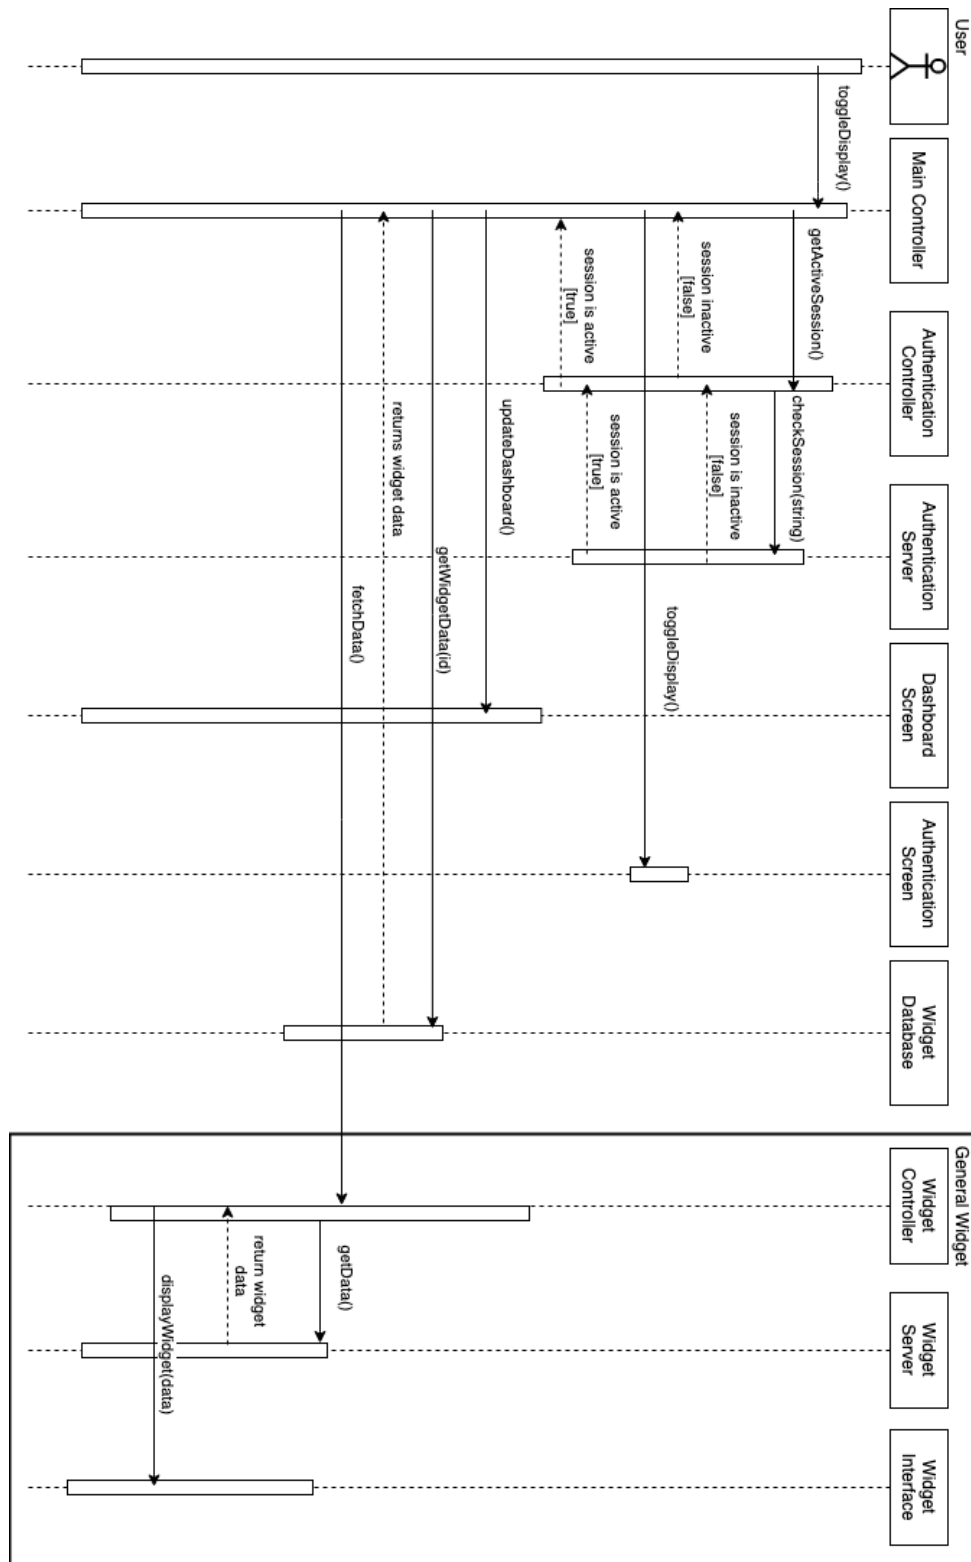 User
Main Controller
Authentication
Controller
Authentication
Server
Dashboard
Screen
Authentication
Screen
Widget
Database
General Widget
Widget
Controller
Widget
Server
Widget
Interface
toggleDisplay()
getActiveSession()
checkSession(string)
session is inactive
[false]
session inactive
[false]
toggleDisplay()
session is active
[true]
session is active
[true]
updateDashboard()
getWidgetData(id)
returns widget data
fetchData()
getData()
return widget
data
displayWidget(data)